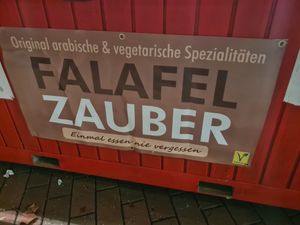 Original arabische & vegetarische Spezialitäten
FALAFEL
ZAUBER
Einmal essen nie vergessen